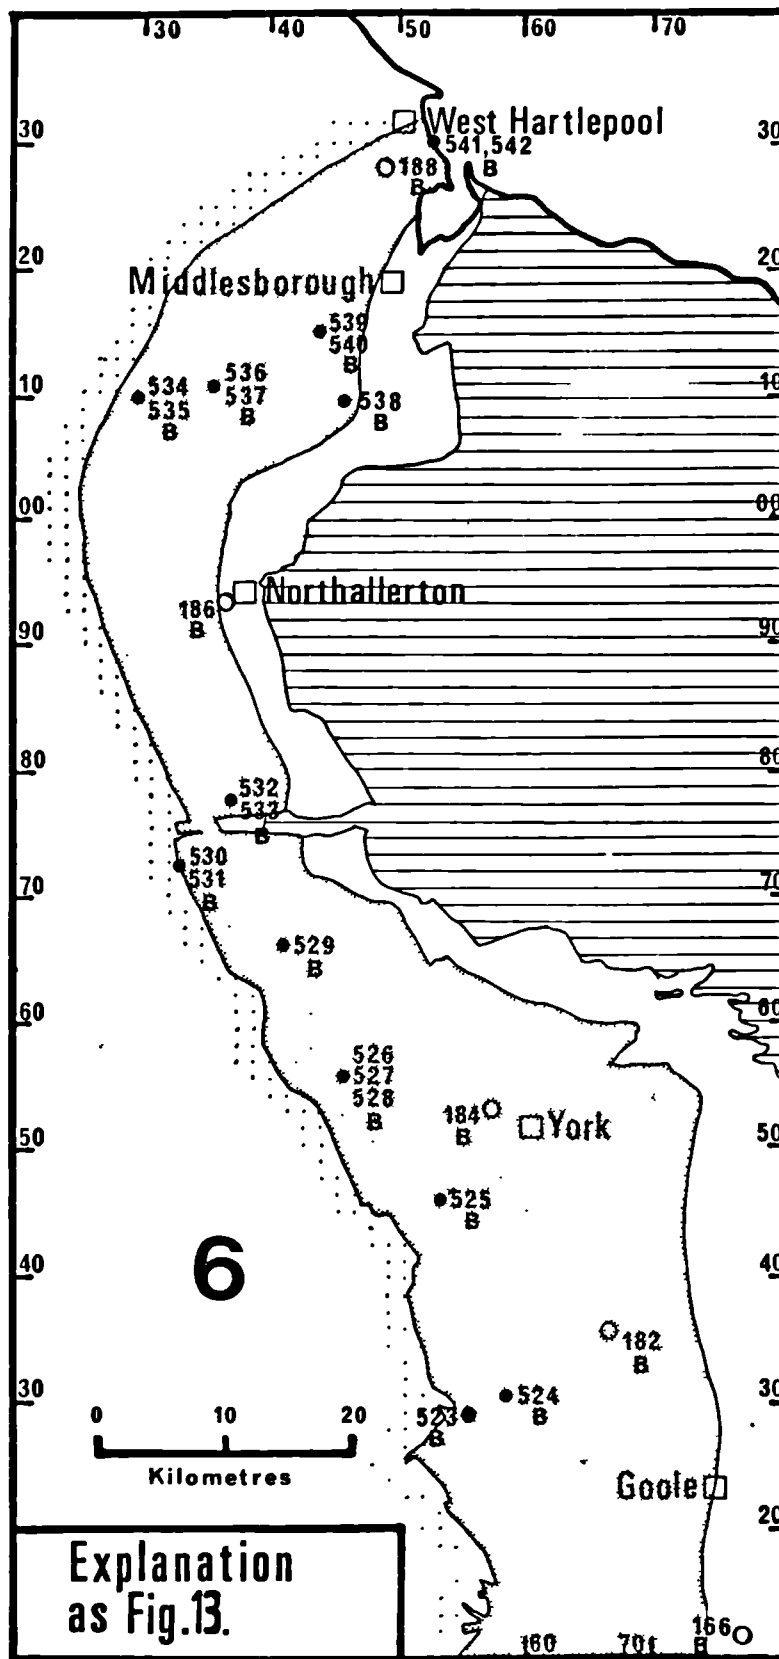 30 40 50 60 70
West Hartlepool
30 30
541,542
B
188
B
20 20
Middlesborough
539
540
B
10 10
534
535
B
536
537
B
538
B
00 00
Northallerton
186
B
90 90
80 80
532
533
B
530
531
B
70 70
529
B
60 60
526
527
528
B
184
B
York
50 50
525
B
6
40 40
182
B
30 30
524
B
523
B
0 10 20
Kilometres
Goole
20 20
Explanation
as Fig.13.
166
B
160 701